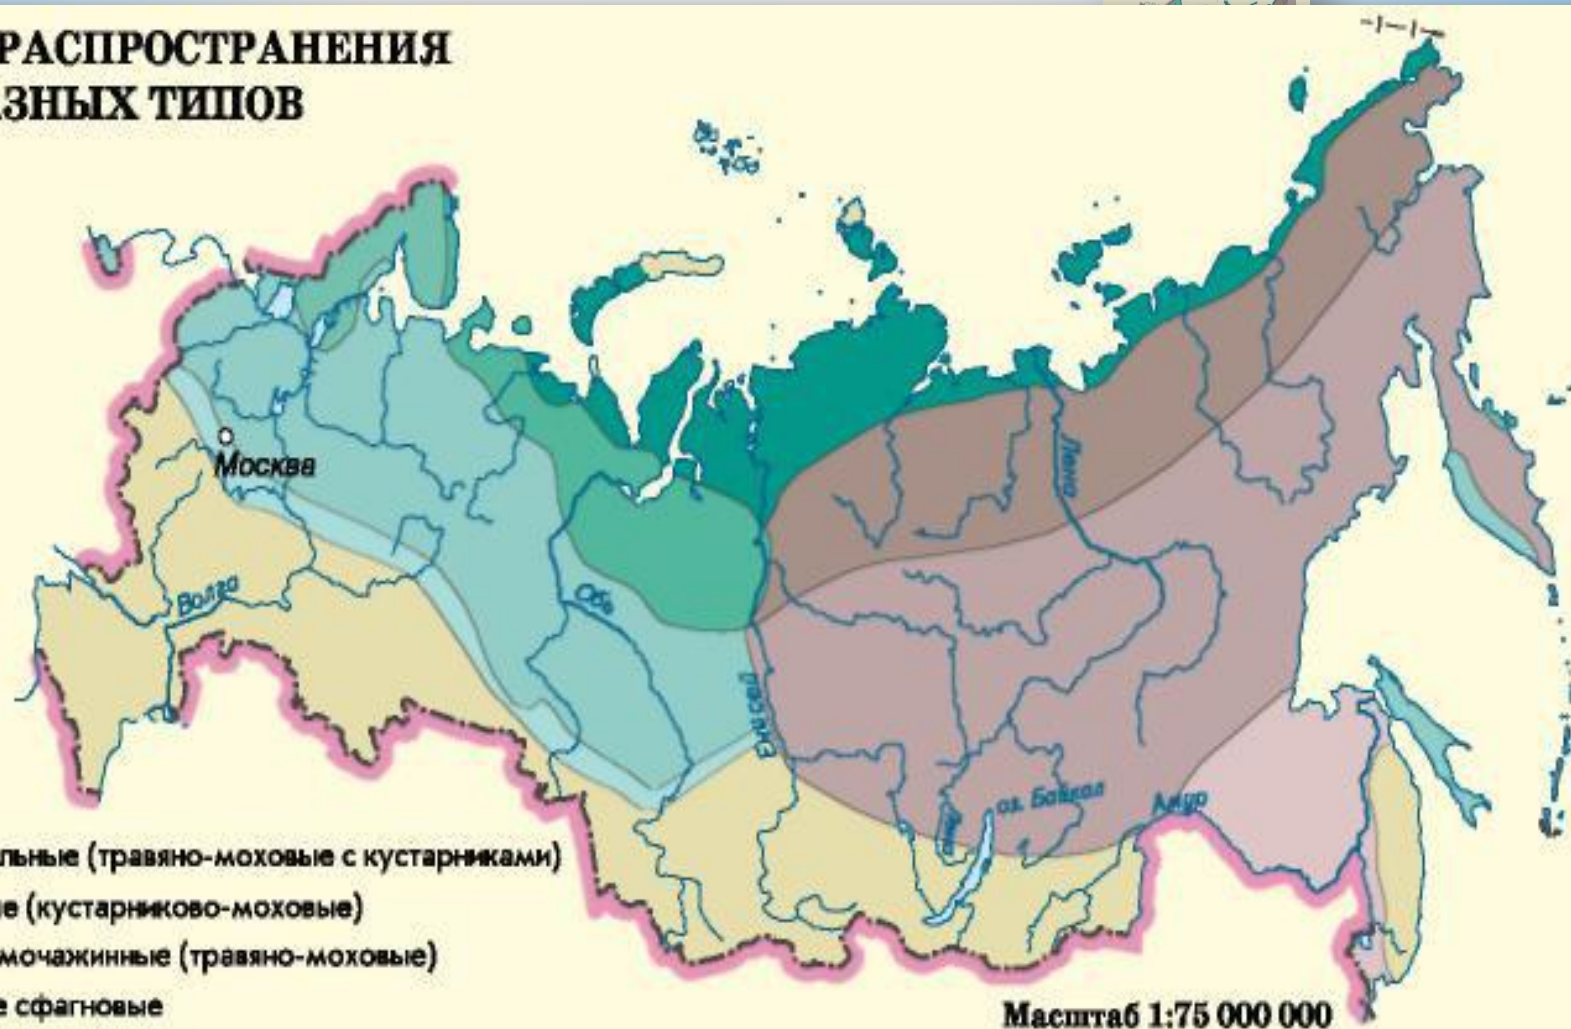 РАСПРОСТРАНЕНИЯ
АЗНЫХ ТИПОВ
Москва
Волга
Обь
Енисей
Лена
оз. Байкал
Амур
льные (травяно-моховые с кустарниками)
е (кустарниково-моховые)
мочажинные (травяно-моховые)
е сфагновые
Масштаб 1:75 000 000